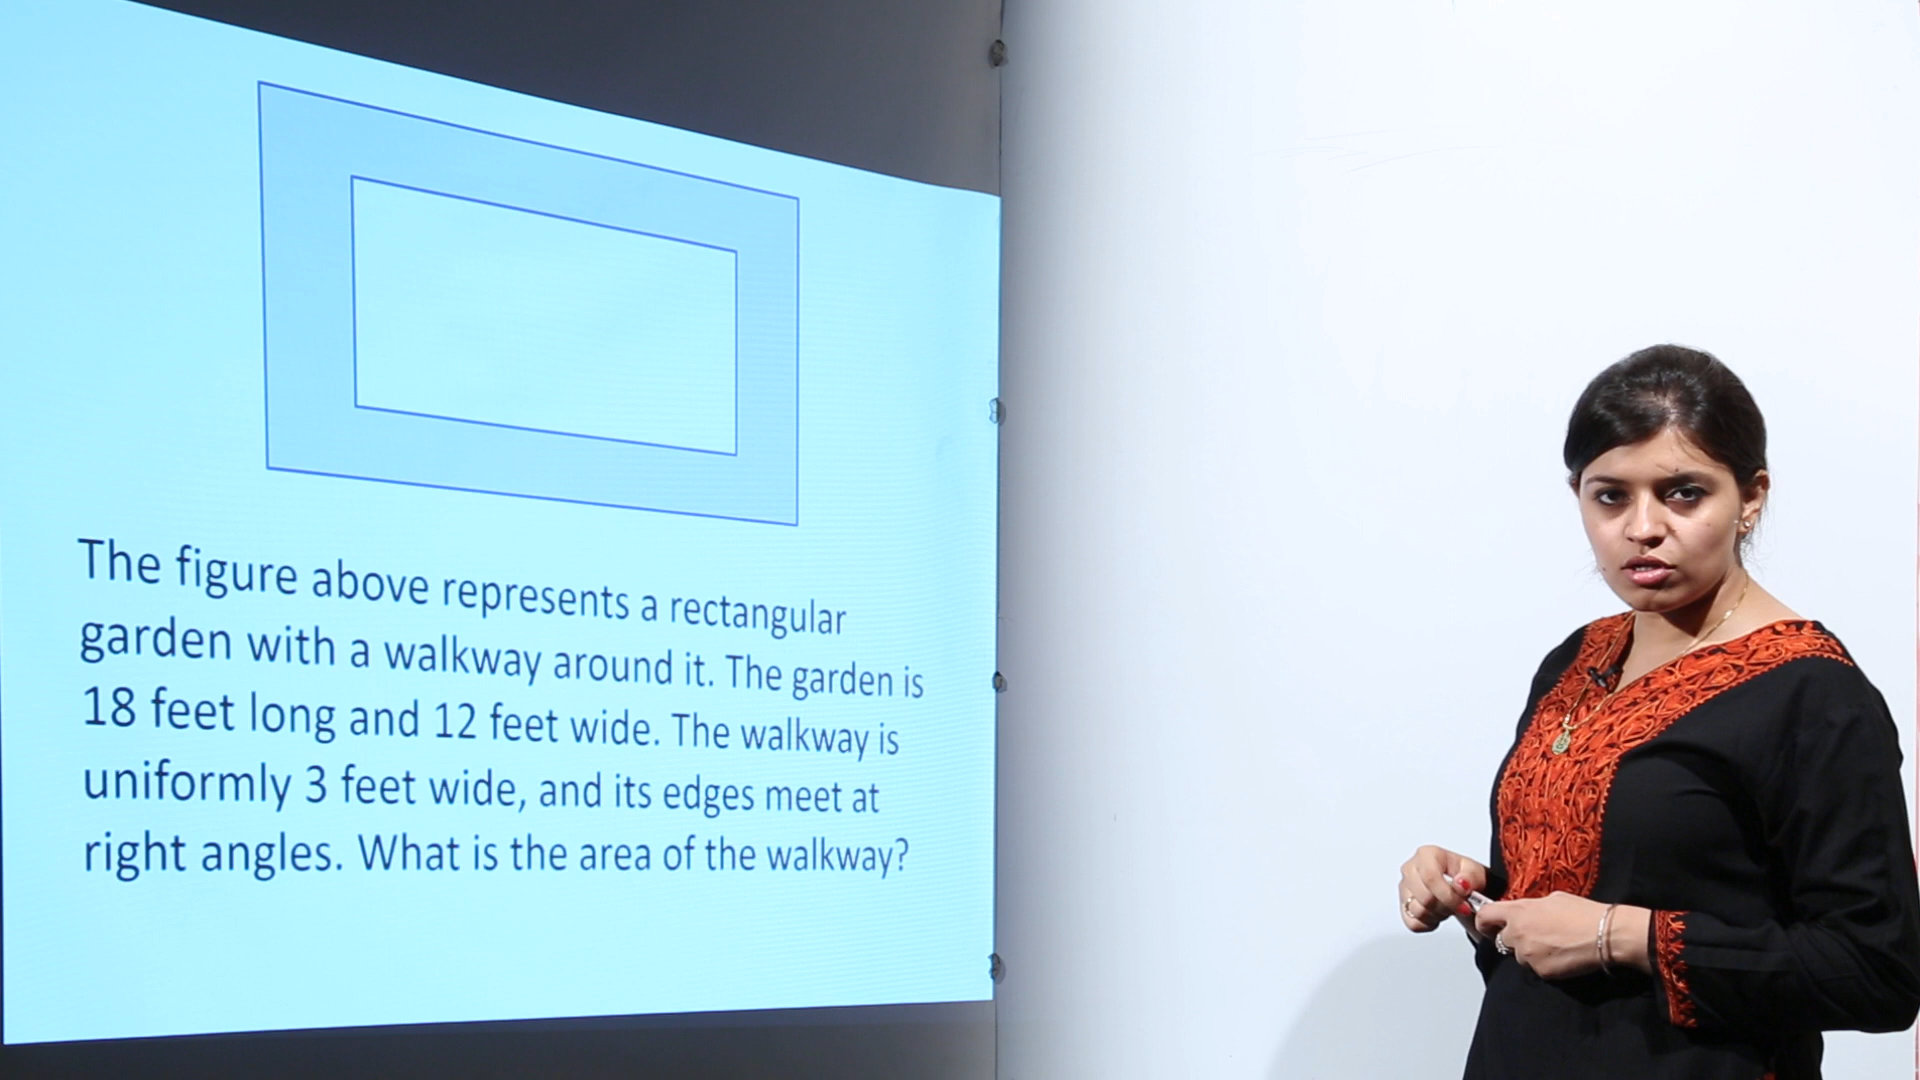 The figure above represents a rectangular
garden with a walkway around it. The garden is
18 feet long and 12 feet wide. The walkway is
uniformly 3 feet wide, and its edges meet at
right angles. What is the area of the walkway?